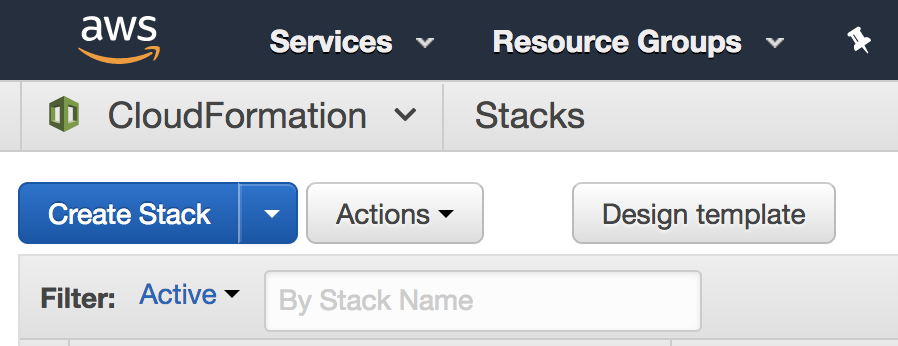 aws Services Resource Groups
CloudFormation Stacks
Create Stack Actions Design template
Filter: Active By Stack Name